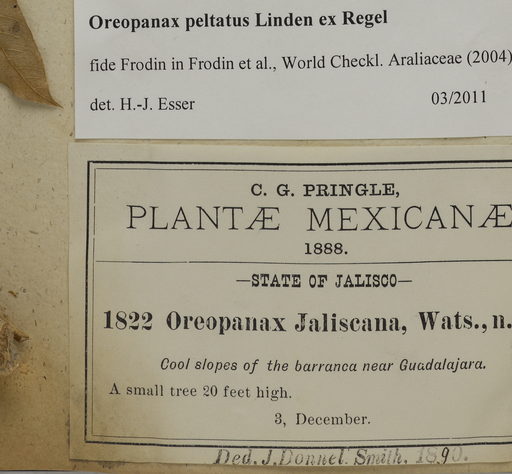 Oreopanax peltatus Linden ex Regel
fide Frodin in Frodin et al., World Checkl. Araliaceae (2004)
det. H.-J. Esser 03/2011
C. G. PRINGLE,
PLANTÆ MEXICANÆ
1888.
—STATE OF JALISCO—
1822 Oreopanax Jaliscana, Wats., n.
Cool slopes of the barranca near Guadalajara.
A small tree 20 feet high.
3, December.
Ded. J. Donnel. Smith. 1890.